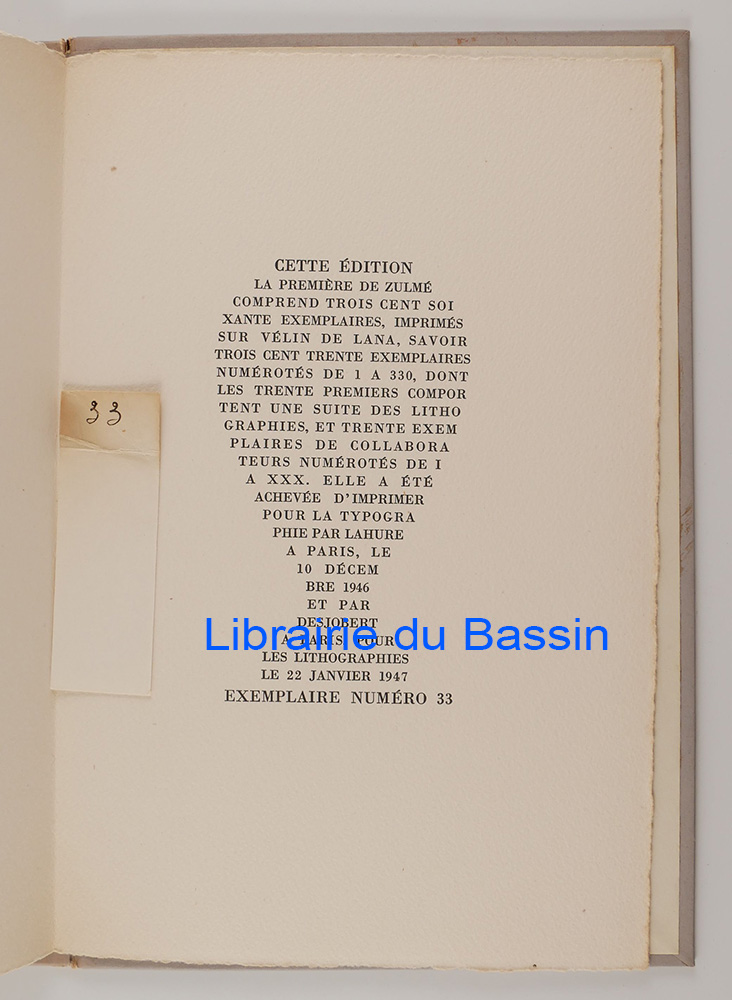 CETTE ÉDITION
LA PREMIÈRE DE ZULMÉ
COMPREND TROIS CENT SOI
XANTE EXEMPLAIRES, IMPRIMÉS
SUR VÉLIN DE LANA, SAVOIR
TROIS CENT TRENTE EXEMPLAIRES
NUMÉROTÉS DE 1 A 330, DONT
LES TRENTE PREMIERS COMPOR
TENT UNE SUITE DES LITHO
GRAPHIES, ET TRENTE EXEM
PLAIRES DE COLLABORA
TEURS NUMÉROTÉS DE I
A XXX. ELLE A ÉTÉ
ACHEVÉE D'IMPRIMER
POUR LA TYPOGRA
PHIE PAR LAHURE
A PARIS, LE
10 DÉCEM
BRE 1946
ET PAR
DESJOBERT
A PARIS POUR
LES LITHOGRAPHIES
LE 22 JANVIER 1947
EXEMPLAIRE NUMÉRO 33
33
Librairie du Bassin